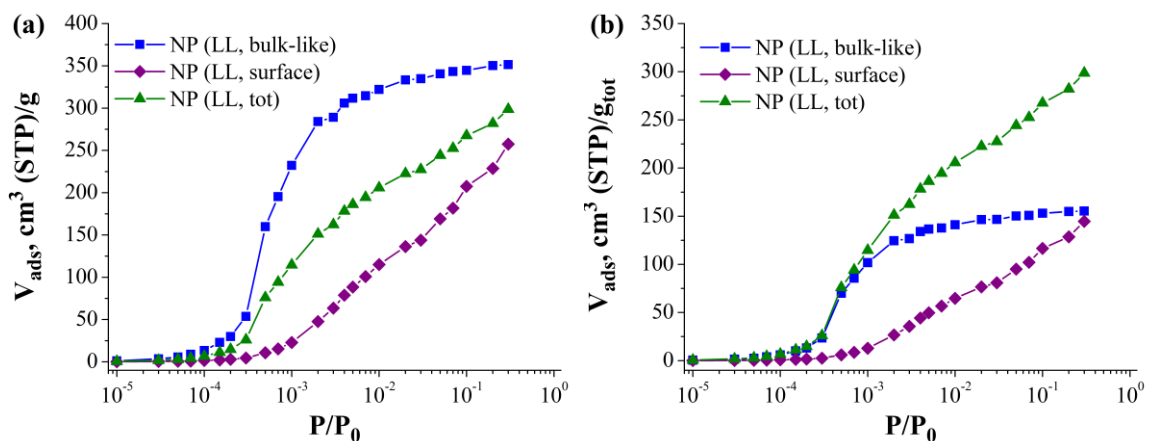 (a)
NP (LL, bulk-like)
NP (LL, surface)
NP (LL, tot)
400
350
300
250
200
150
100
50
0
V_ads, cm³ (STP)/g
10⁻⁵ 10⁻⁴ 10⁻³ 10⁻² 10⁻¹ 10⁰
P/P₀
(b)
NP (LL, bulk-like)
NP (LL, surface)
NP (LL, tot)
350
300
250
200
150
100
50
0
V_ads, cm³ (STP)/g_tot
10⁻⁵ 10⁻⁴ 10⁻³ 10⁻² 10⁻¹ 10⁰
P/P₀